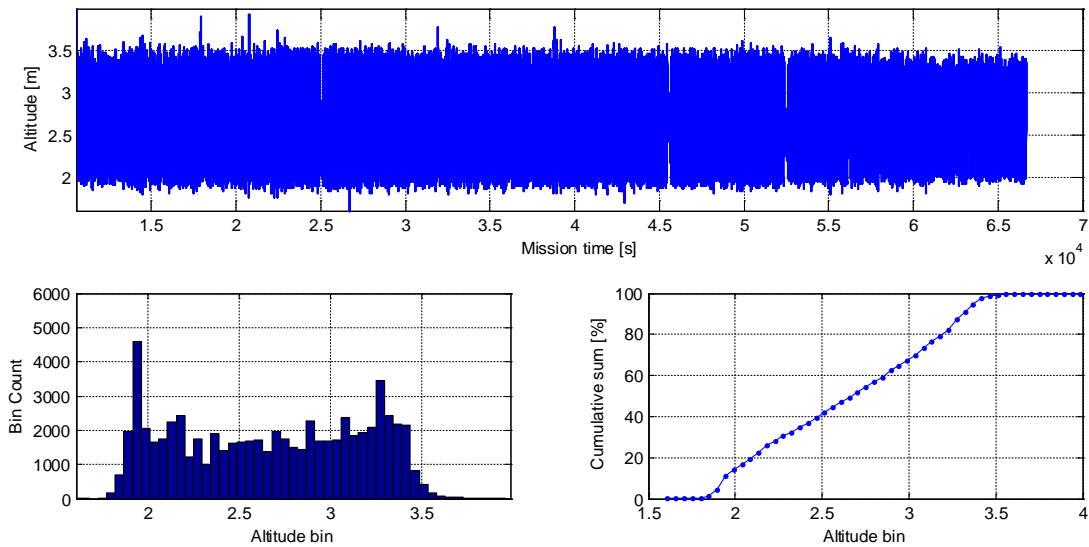 3.5
3
2.5
2
Altitude [m]
1.5 2 2.5 3 3.5 4 4.5 5 5.5 6 6.5 7
Mission time [s]
x 10^4
6000
5000
4000
3000
2000
1000
0
Bin Count
2 2.5 3 3.5
Altitude bin
100
80
60
40
20
0
Cumulative sum [%]
1.5 2 2.5 3 3.5 4
Altitude bin